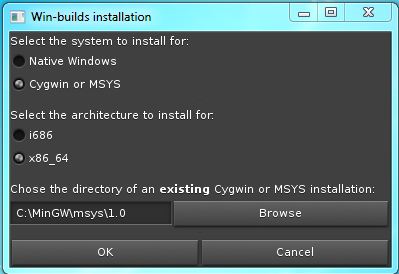 Win-builds installation
Select the system to install for:
Native Windows
Cygwin or MSYS
Select the architecture to install for:
i686
x86_64
Chose the directory of an existing Cygwin or MSYS installation:
C:\MinGW\msys\1.0 Browse
OK Cancel